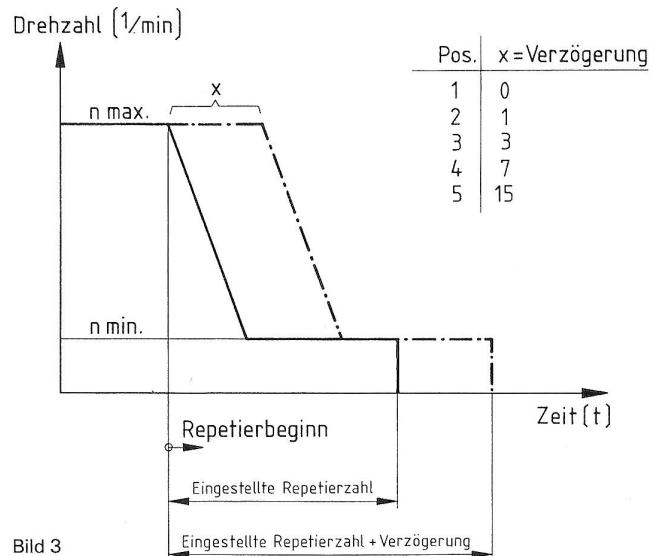 Drehzahl (1/min)
x
n max.
Pos. x = Verzögerung
1 0
2 1
3 3
4 7
5 15
n min.
Zeit (t)
Repetierbeginn
Eingestellte Repetierzahl
Eingestellte Repetierzahl + Verzögerung
Bild 3